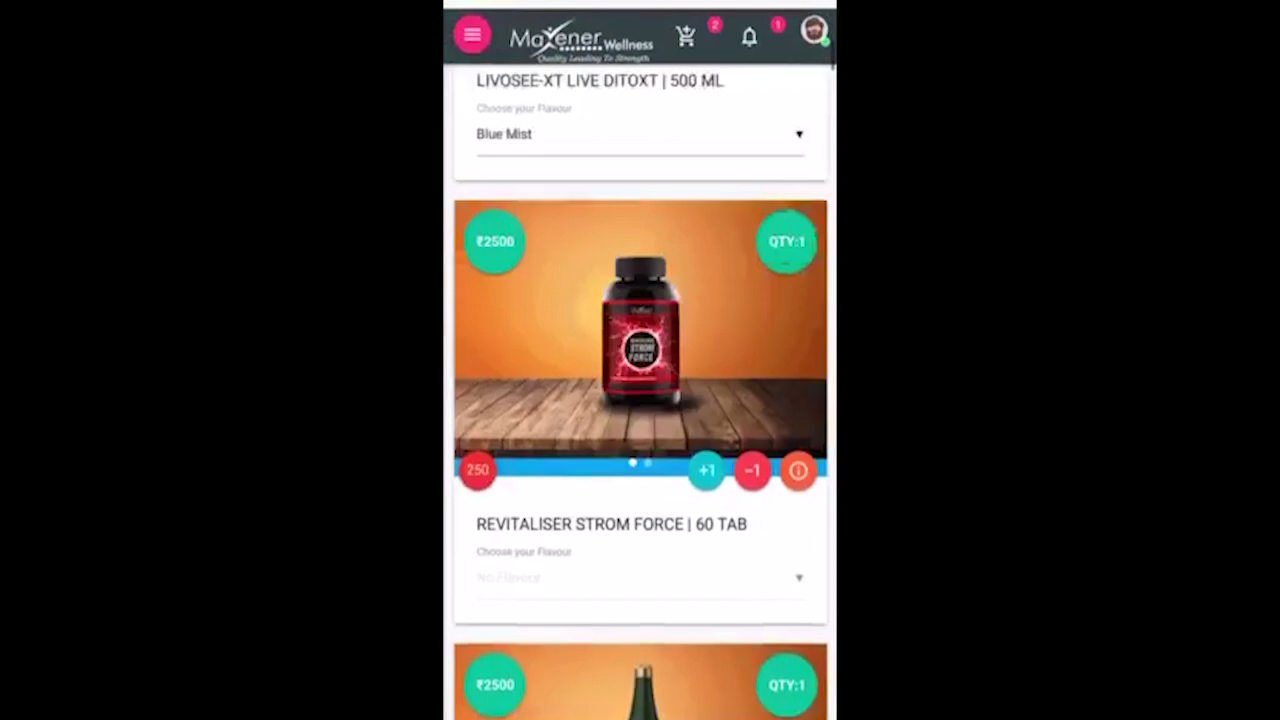 2
1
Maxener Wellness
Quality Leading To Strength
LIVOSEE-XT LIVE DITOXT | 500 ML
Choose your Flavour
Blue Mist
₹2500
QTY:1
STROM
FORCE
250
+1
-1
REVITALISER STROM FORCE | 60 TAB
Choose your Flavour
No Flavour
₹2500
QTY:1